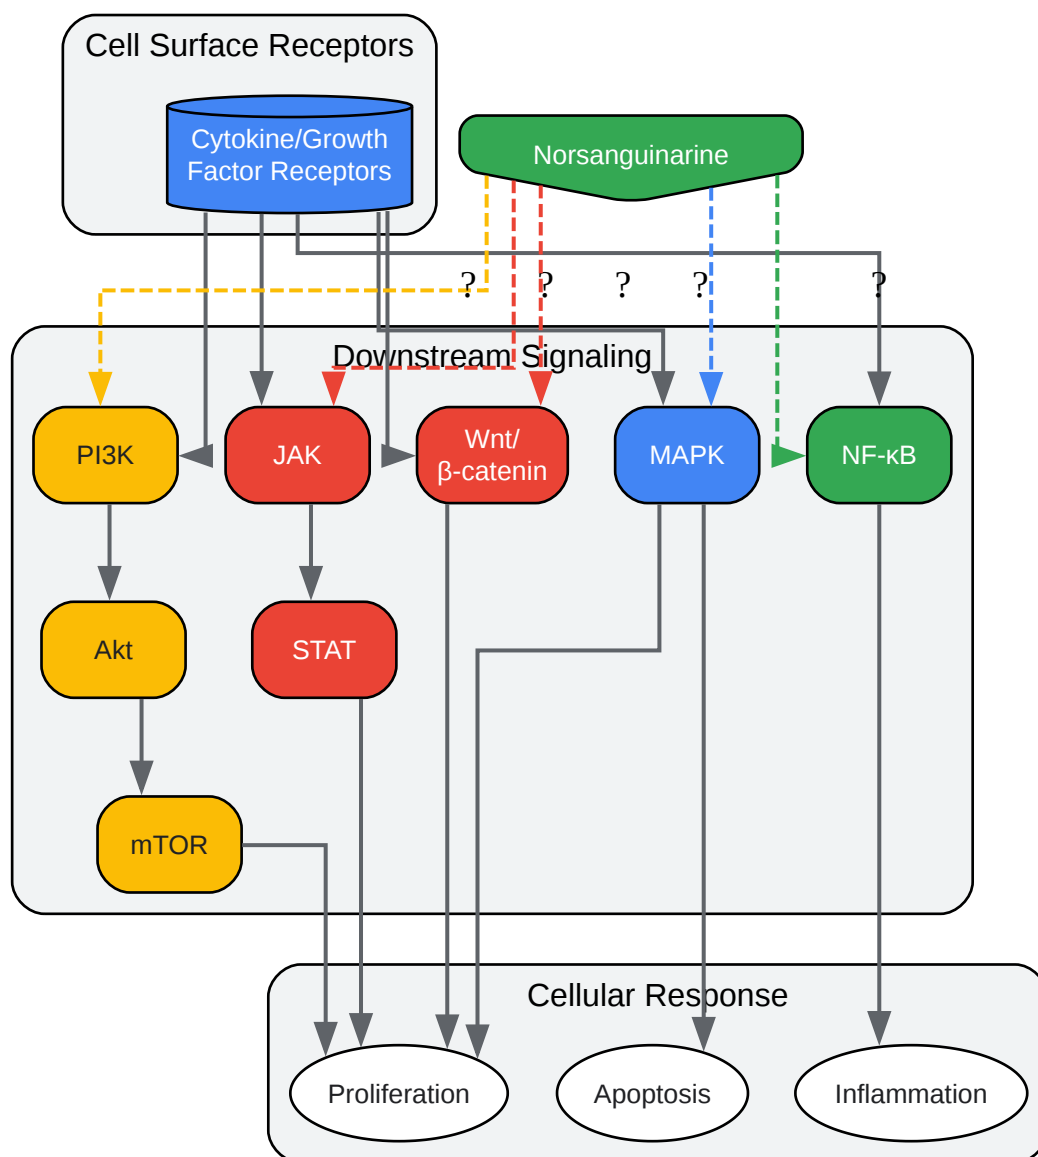 Cell Surface Receptors
Cytokine/Growth
Factor Receptors
Norsanguinarine
? ? ? ? ?
Downstream Signaling
PI3K
JAK
Wnt/
β-catenin
MAPK
NF-κB
Akt
STAT
mTOR
Cellular Response
Proliferation
Apoptosis
Inflammation